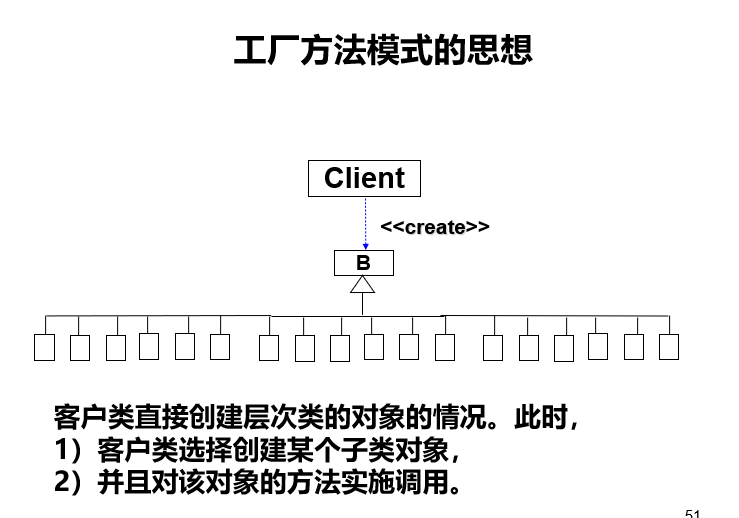 工厂方法模式的思想
Client
<<create>>
B
客户类直接创建层次类的对象的情况。此时，
1）客户类选择创建某个子类对象，
2）并且对该对象的方法实施调用。
51